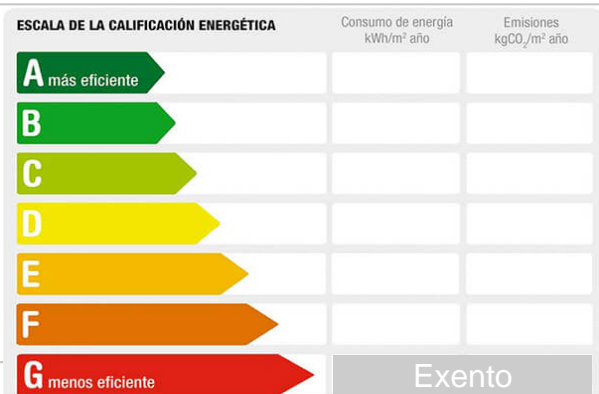 ESCALA DE LA CALIFICACIÓN ENERGÉTICA
Consumo de energía
kWh/m² año
Emisiones
kgCO₂/m² año
A más eficiente
B
C
D
E
F
G menos eficiente
Exento